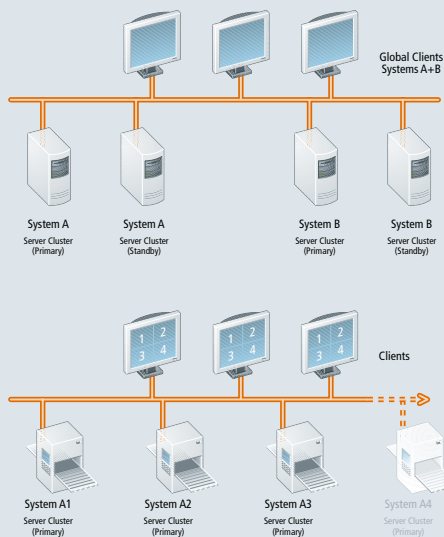 Global Clients
Systems A+B
System A
Server Cluster
(Primary)
System A
Server Cluster
(Standby)
System B
Server Cluster
(Primary)
System B
Server Cluster
(Standby)
1 2
3 4
1 2
3 4
1 2
3 4
Clients
System A1
Server Cluster
(Primary)
System A2
Server Cluster
(Primary)
System A3
Server Cluster
(Primary)
System A4
Server Cluster
(Primary)